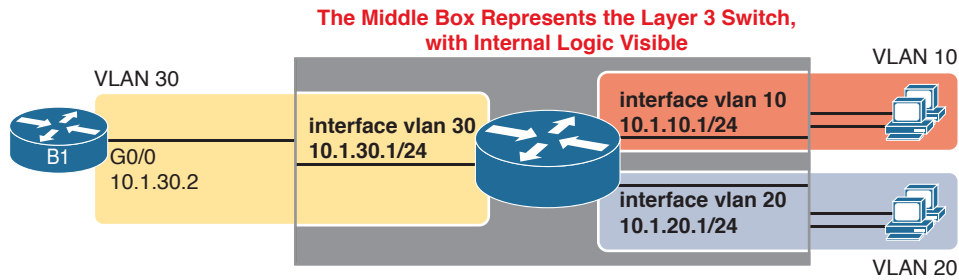 The Middle Box Represents the Layer 3 Switch,
with Internal Logic Visible
VLAN 30
B1
G0/0
10.1.30.2
interface vlan 30
10.1.30.1/24
VLAN 10
interface vlan 10
10.1.10.1/24
interface vlan 20
10.1.20.1/24
VLAN 20